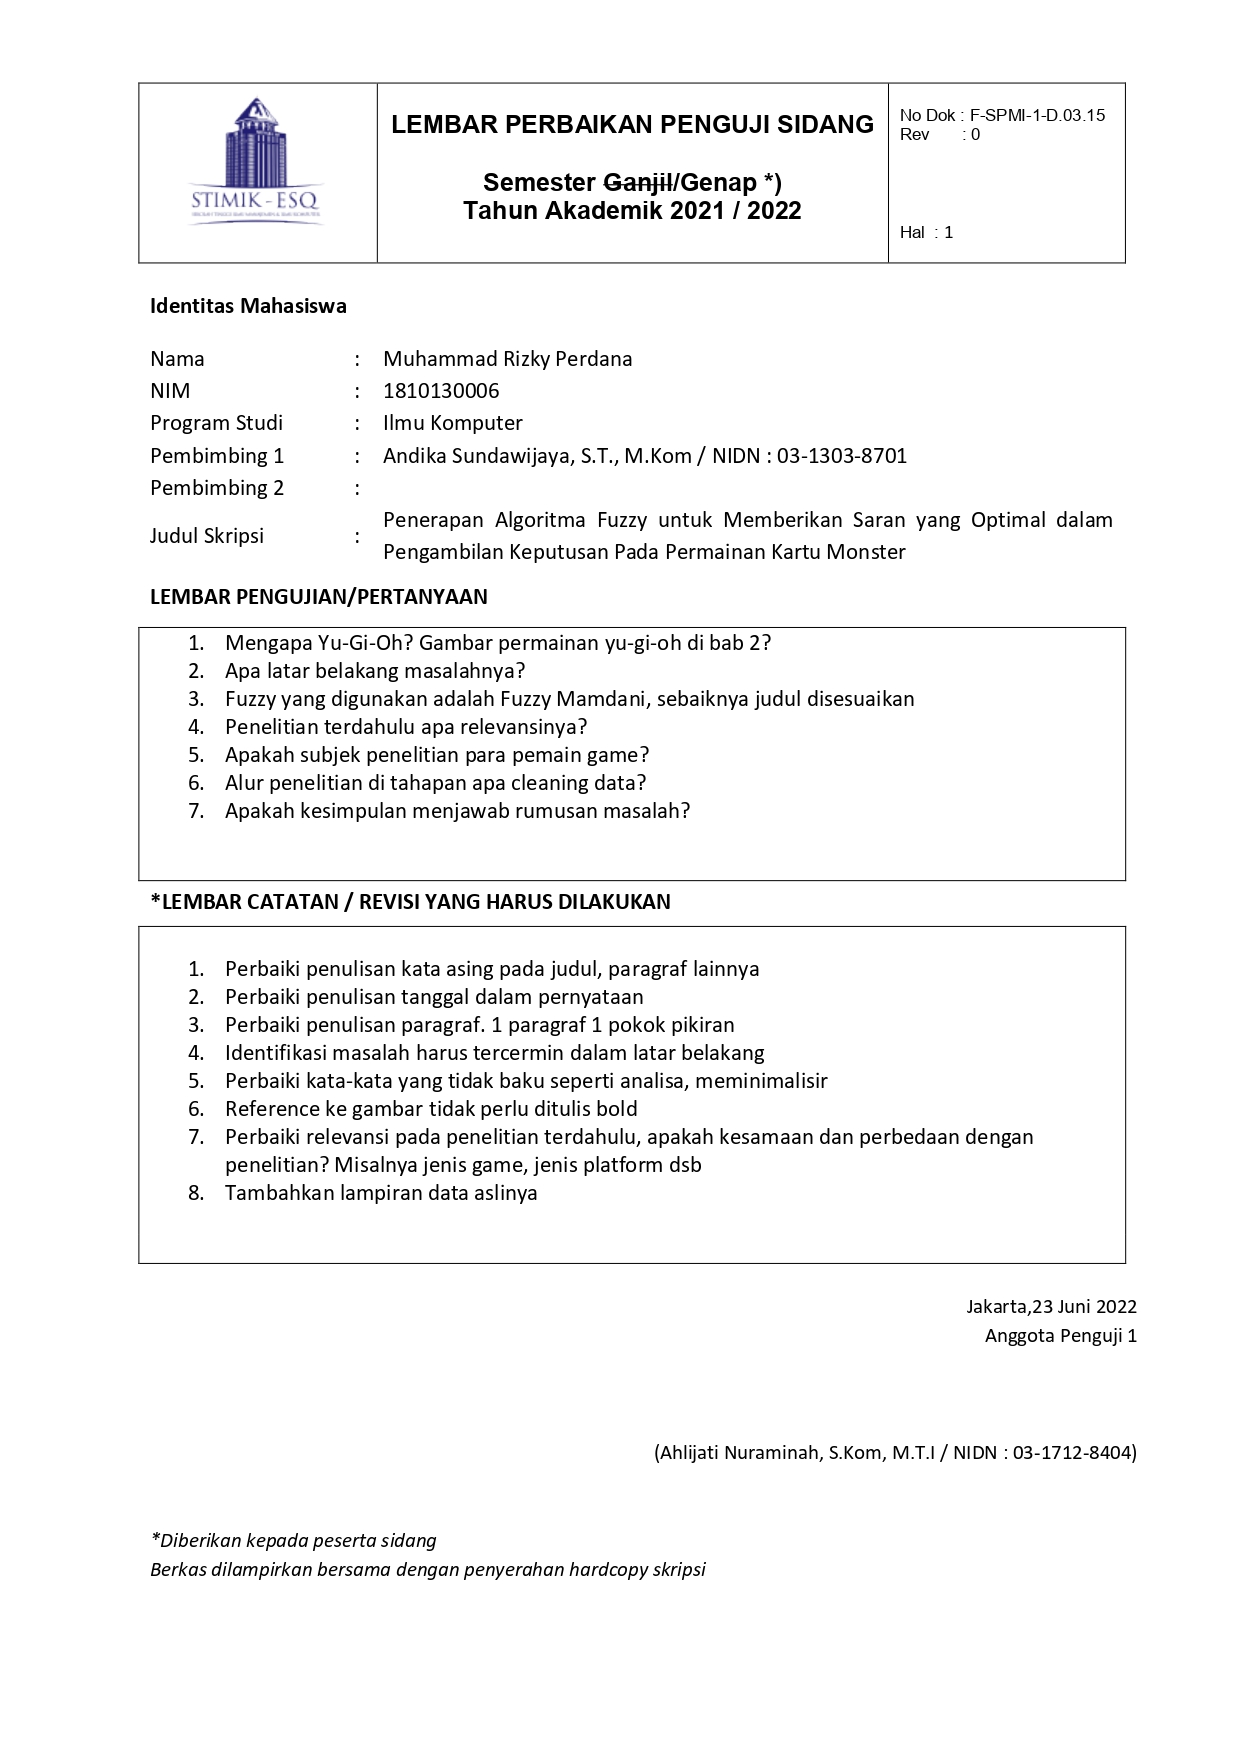 STIMIK - ESQ
LEMBAR PERBAIKAN PENGUJI SIDANG
Semester Ganjil/Genap *)
Tahun Akademik 2021 / 2022
No Dok : F-SPMI-1-D.03.15
Rev : 0
Hal : 1
Identitas Mahasiswa
Nama : Muhammad Rizky Perdana
NIM : 1810130006
Program Studi : Ilmu Komputer
Pembimbing 1 : Andika Sundawijaya, S.T., M.Kom / NIDN : 03-1303-8701
Pembimbing 2 :
Judul Skripsi : Penerapan Algoritma Fuzzy untuk Memberikan Saran yang Optimal dalam
Pengambilan Keputusan Pada Permainan Kartu Monster
LEMBAR PENGUJIAN/PERTANYAAN
1. Mengapa Yu-Gi-Oh? Gambar permainan yu-gi-oh di bab 2?
2. Apa latar belakang masalahnya?
3. Fuzzy yang digunakan adalah Fuzzy Mamdani, sebaiknya judul disesuaikan
4. Penelitian terdahulu apa relevansinya?
5. Apakah subjek penelitian para pemain game?
6. Alur penelitian di tahapan apa cleaning data?
7. Apakah kesimpulan menjawab rumusan masalah?
*LEMBAR CATATAN / REVISI YANG HARUS DILAKUKAN
1. Perbaiki penulisan kata asing pada judul, paragraf lainnya
2. Perbaiki penulisan tanggal dalam pernyataan
3. Perbaiki penulisan paragraf. 1 paragraf 1 pokok pikiran
4. Identifikasi masalah harus tercermin dalam latar belakang
5. Perbaiki kata-kata yang tidak baku seperti analisa, meminimalisir
6. Reference ke gambar tidak perlu ditulis bold
7. Perbaiki relevansi pada penelitian terdahulu, apakah kesamaan dan perbedaan dengan
penelitian? Misalnya jenis game, jenis platform dsb
8. Tambahkan lampiran data aslinya
Jakarta,23 Juni 2022
Anggota Penguji 1
(Ahlijati Nuraminah, S.Kom, M.T.I / NIDN : 03-1712-8404)
*Diberikan kepada peserta sidang
Berkas dilampirkan bersama dengan penyerahan hardcopy skripsi